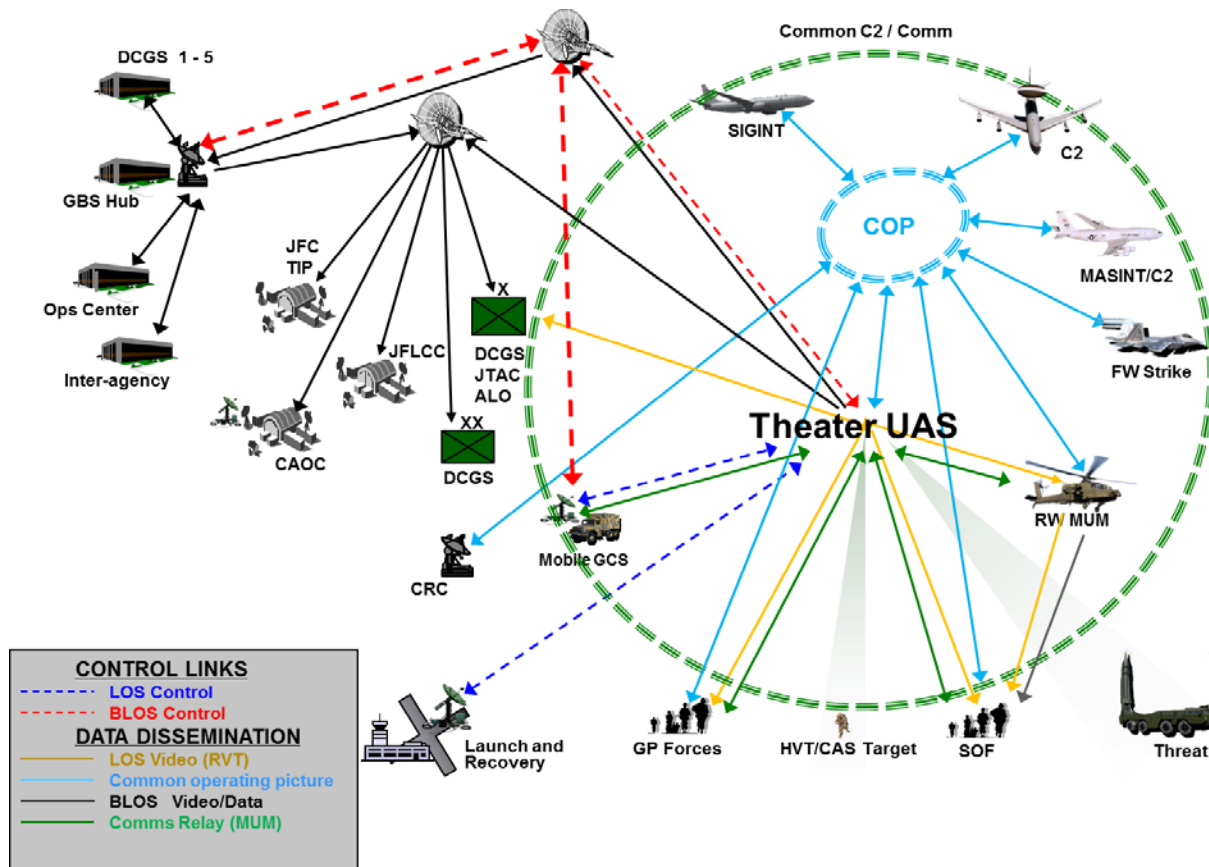 Common C2 / Comm
DCGS 1 - 5
SIGINT
C2
GBS Hub
COP
JFC
TIP
MASINT/C2
X
Ops Center
JFLCC
DCGS
JTAC
ALO
FW Strike
Inter-agency
Theater UAS
XX
CAOC
DCGS
RW MUM
Mobile GCS
CRC
CONTROL LINKS
LOS Control
BLOS Control
DATA DISSEMINATION
LOS Video (RVT)
Common operating picture
BLOS Video/Data
Comms Relay (MUM)
Launch and
Recovery
GP Forces
HVT/CAS Target
SOF
Threat